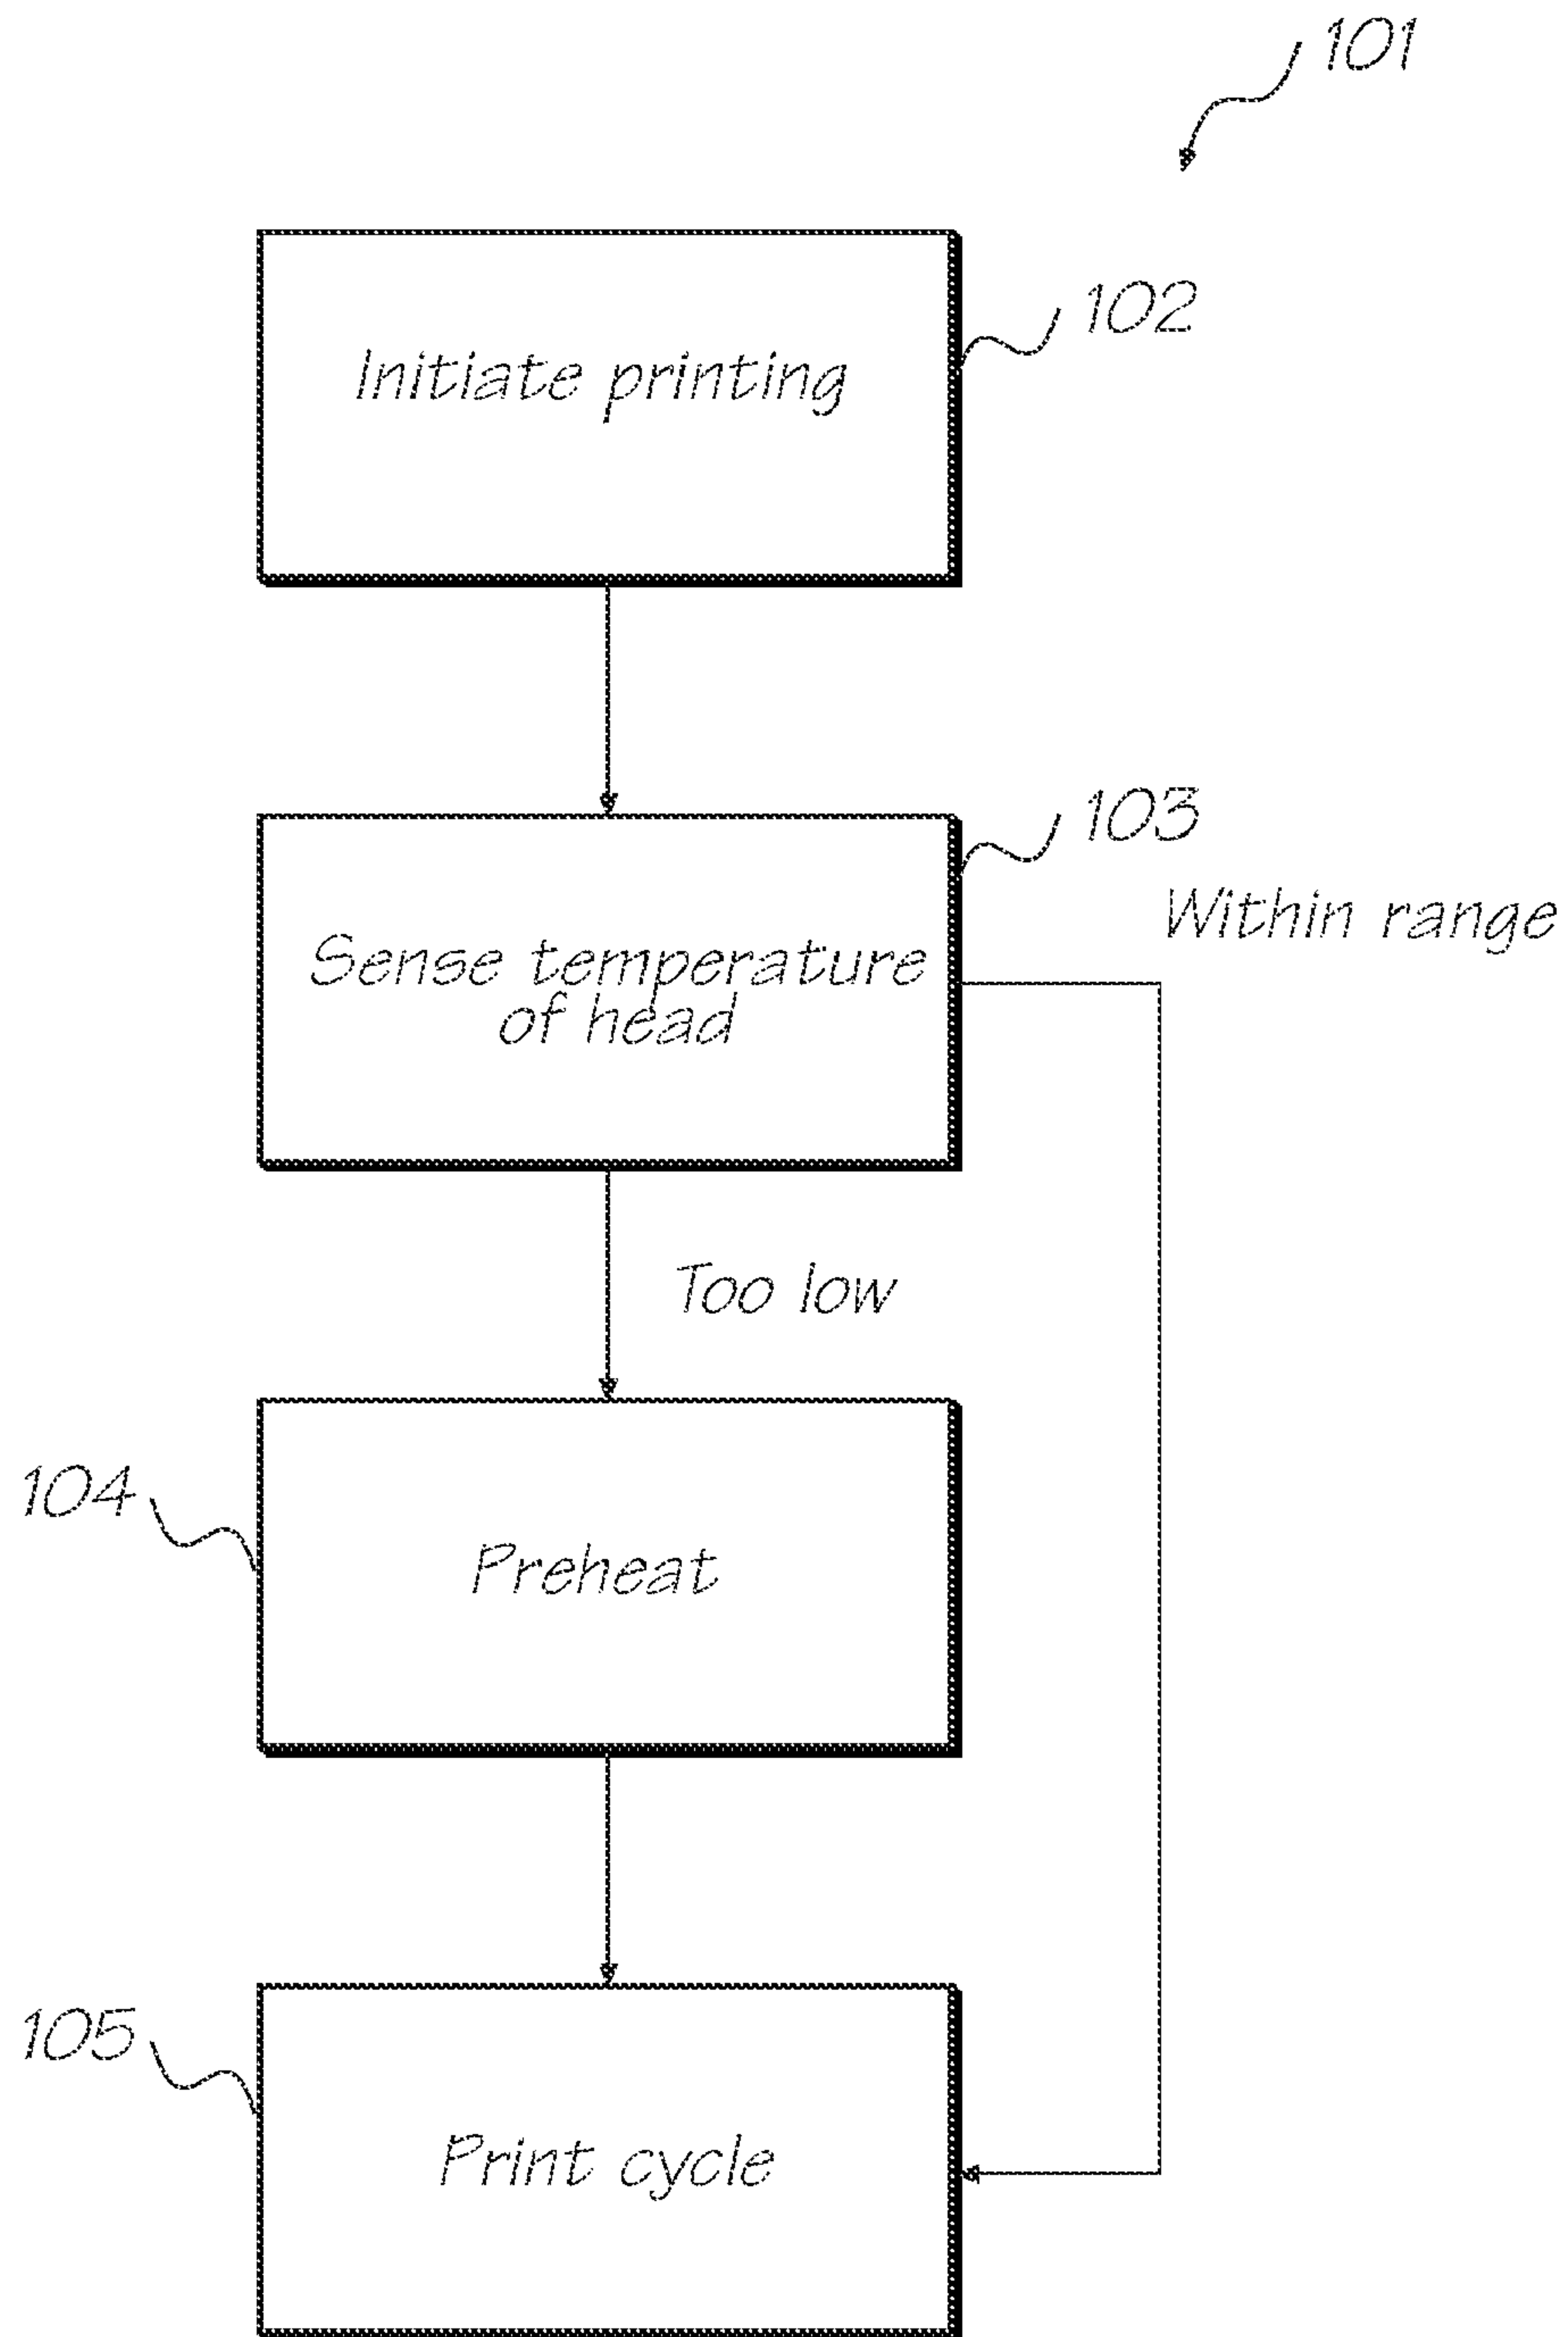 101
Initiate printing
102
103
Within range
Sense temperature
of head
Too low
104
Preheat
105
Print cycle